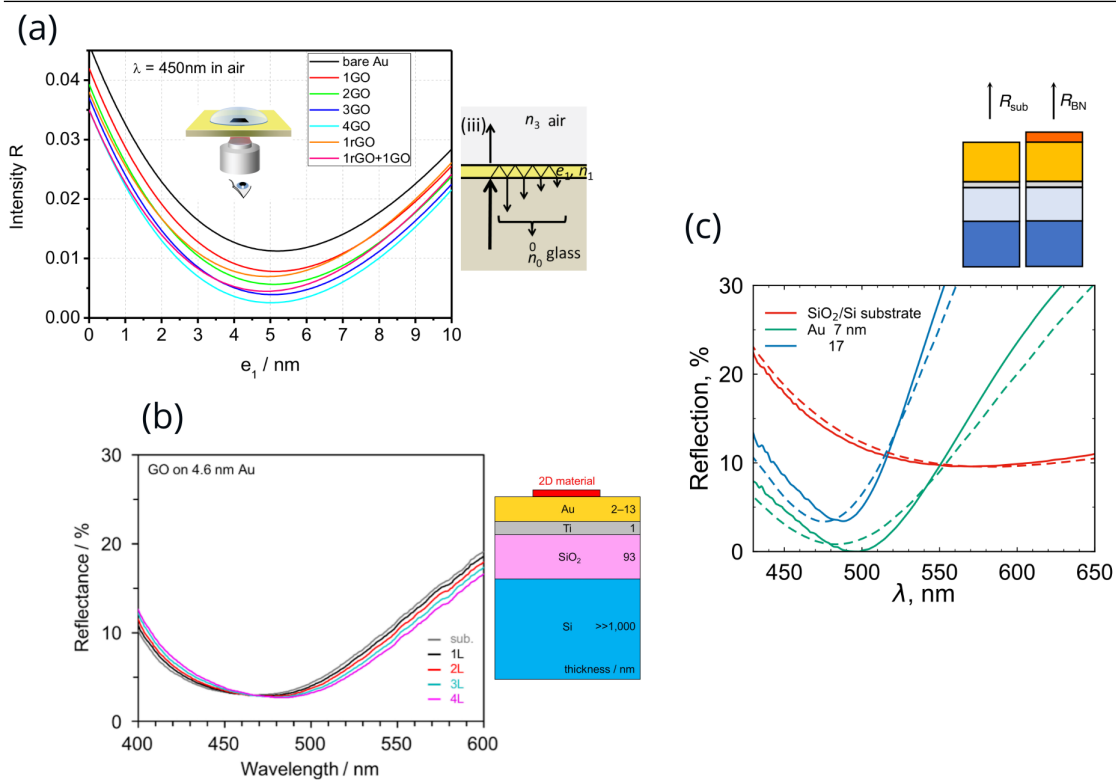 (a)
λ = 450nm in air
bare Au
1GO
2GO
3GO
4GO
1rGO
1rGO+1GO
Intensity R
0.04
0.03
0.02
0.01
0.00
0 1 2 3 4 5 6 7 8 9 10
e₁ / nm
(iii)
n₃ air
e₁, n₁
0
n₀ glass
(b)
GO on 4.6 nm Au
Reflectance / %
30
20
10
0
sub.
1L
2L
3L
4L
400 450 500 550 600
Wavelength / nm
2D material
Au 2–13
Ti 1
SiO₂ 93
Si >>1,000
thickness / nm
(c)
R_sub R_BN
SiO₂/Si substrate
Au 7 nm
17
Reflection, %
30
20
10
0
450 500 550 600 650
λ, nm